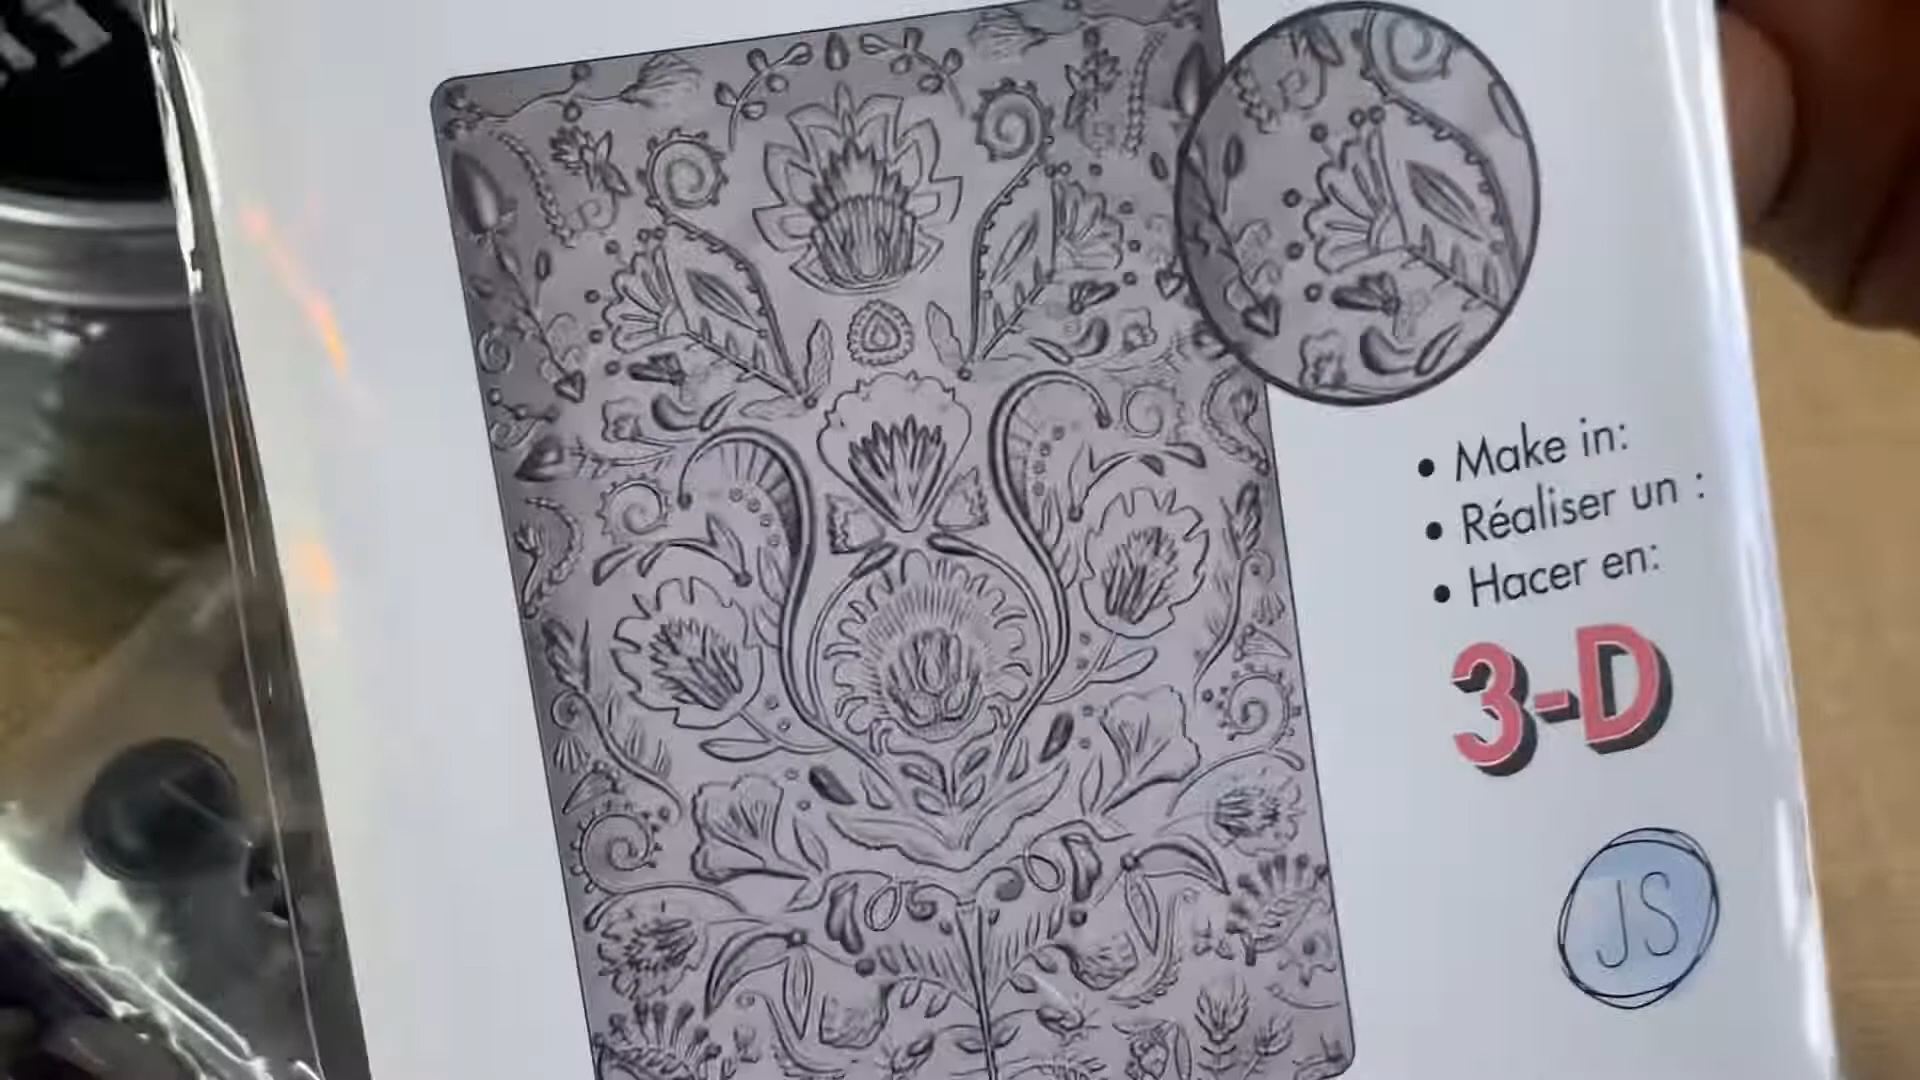 • Make in:
• Réaliser un :
• Hacer en:
3-D
JS